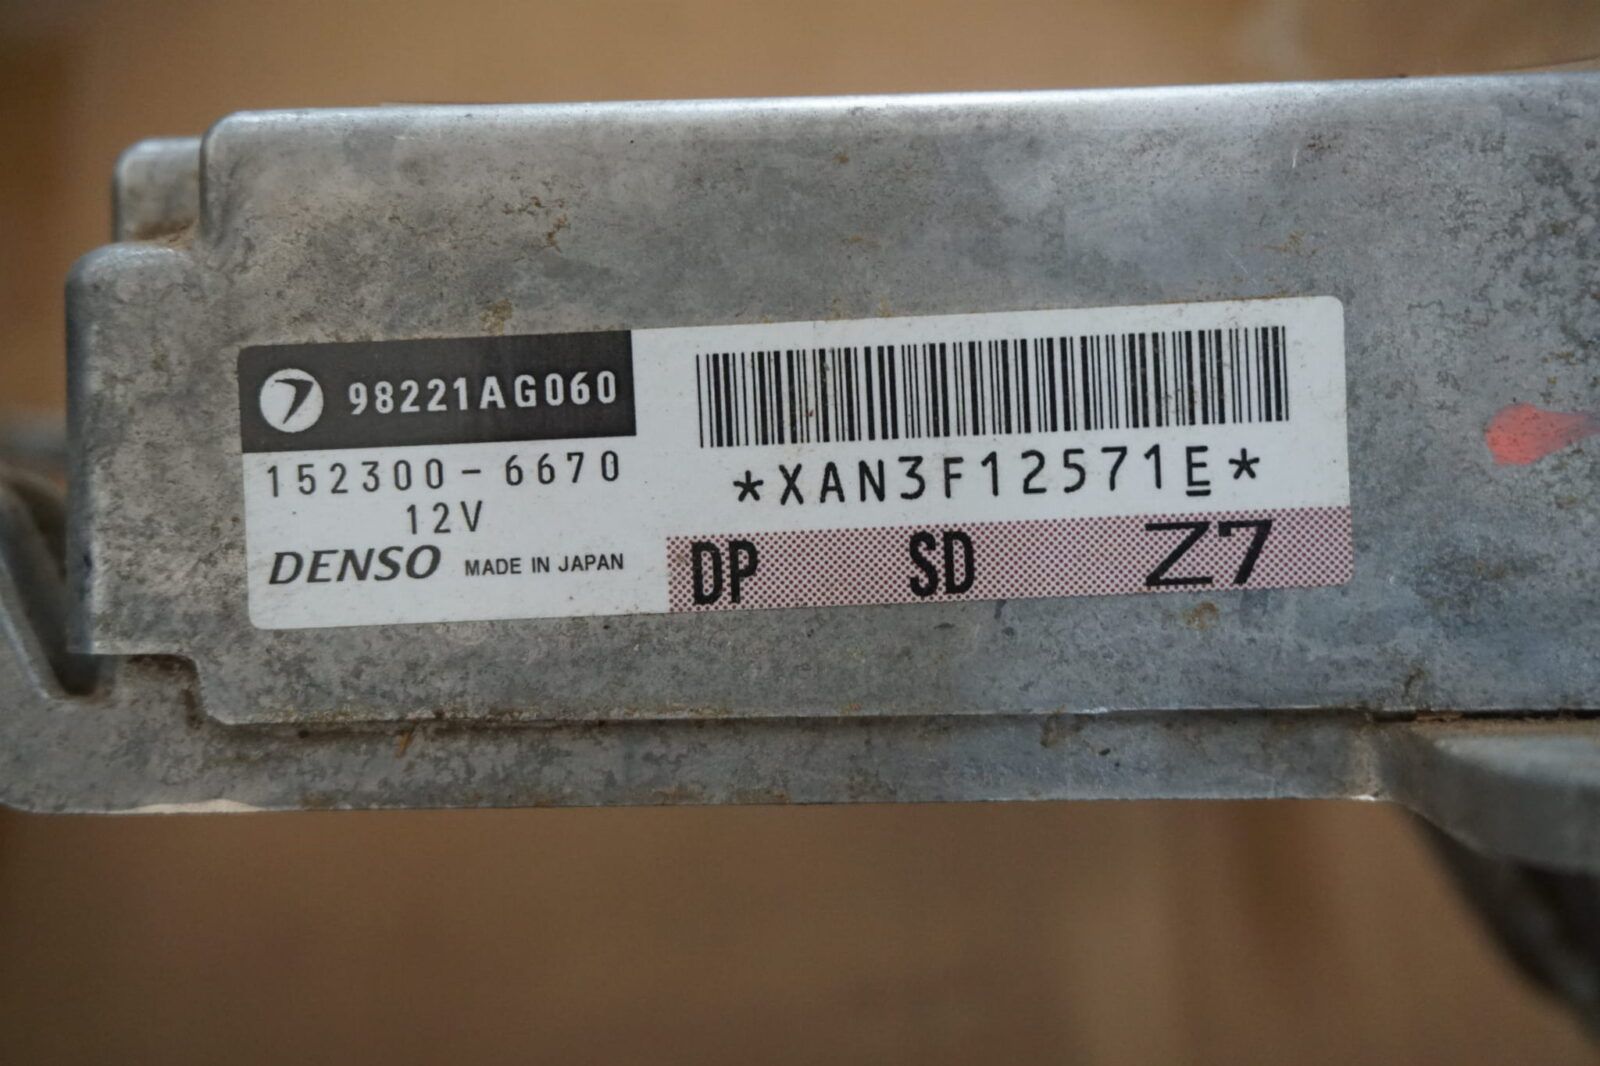 98221AG060
152300-6670
12V
DENSO MADE IN JAPAN
*XAN3F12571E*
DP SD Z7